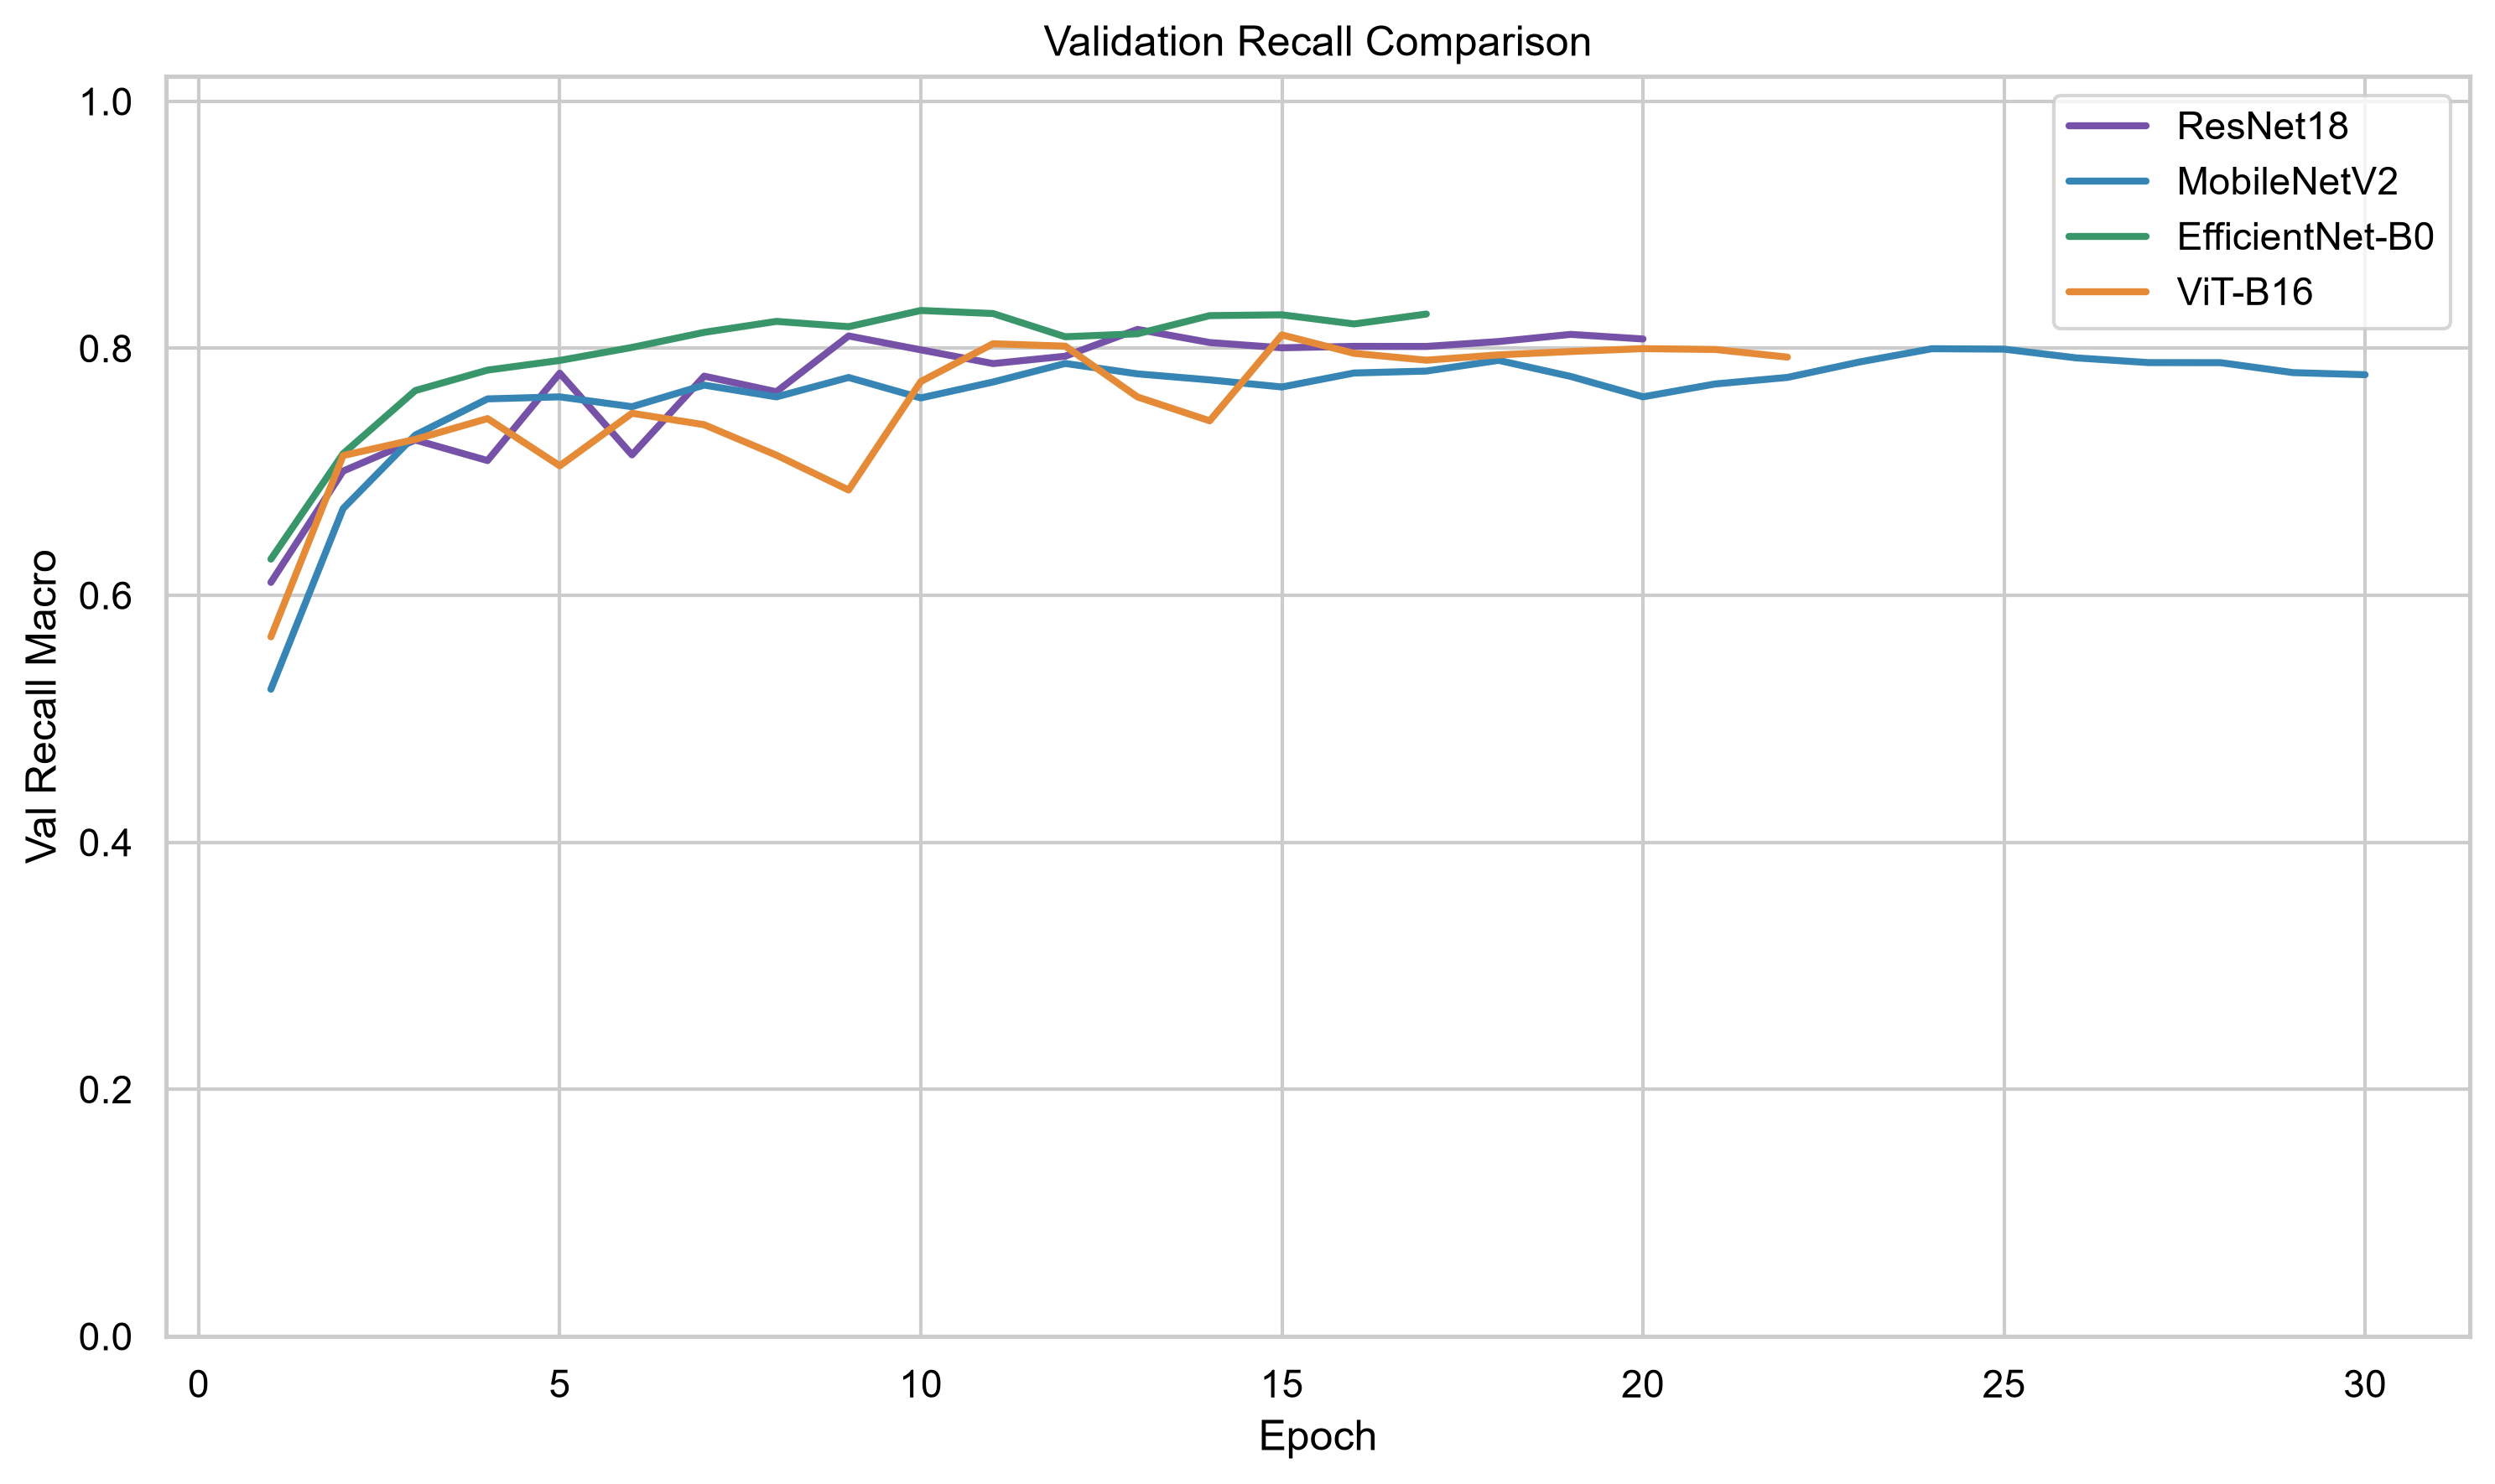 Validation Recall Comparison
1.0
0.8
0.6
0.4
0.2
0.0
Val Recall Macro
ResNet18
MobileNetV2
EfficientNet-B0
ViT-B16
0 5 10 15 20 25 30
Epoch